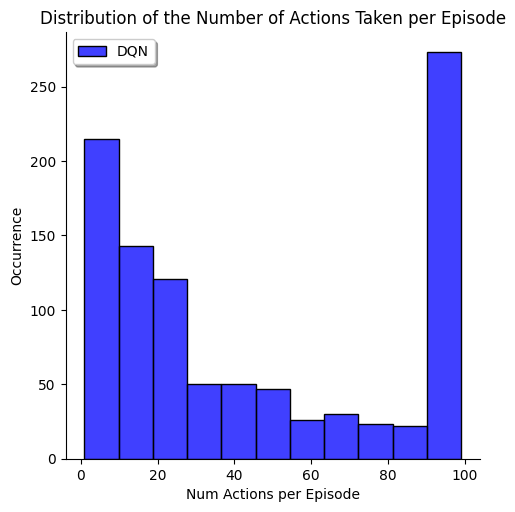 Distribution of the Number of Actions Taken per Episode
DQN
Occurrence
250
200
150
100
50
0
0 20 40 60 80 100
Num Actions per Episode